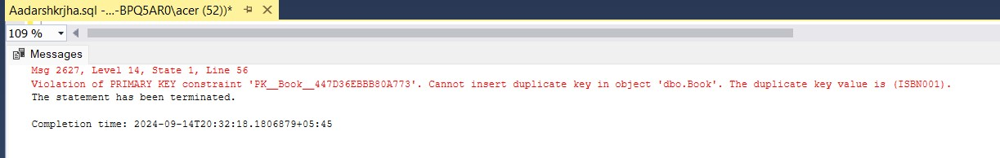 Aadarshkrjha.sql -...-BPQ5AR0\acer (52))*
109 %
Messages
Msg 2627, Level 14, State 1, Line 56
Violation of PRIMARY KEY constraint 'PK__Book__447D36EBBB80A773'. Cannot insert duplicate key in object 'dbo.Book'. The duplicate key value is (ISBN001).
The statement has been terminated.
Completion time: 2024-09-14T20:32:18.1806879+05:45